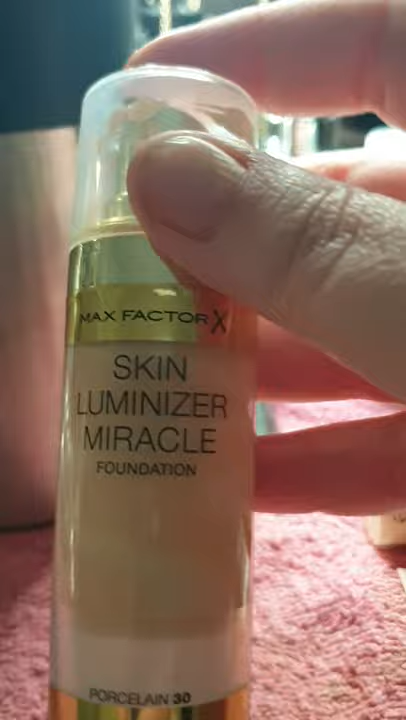 MAX FACTOR X
SKIN
LUMINIZER
MIRACLE
FOUNDATION
PORCELAIN 30